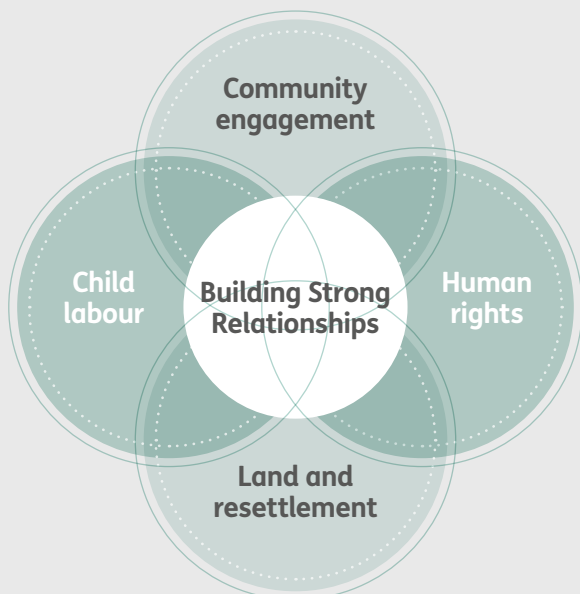 Community
engagement
Child
labour
Building Strong
Relationships
Human
rights
Land and
resettlement